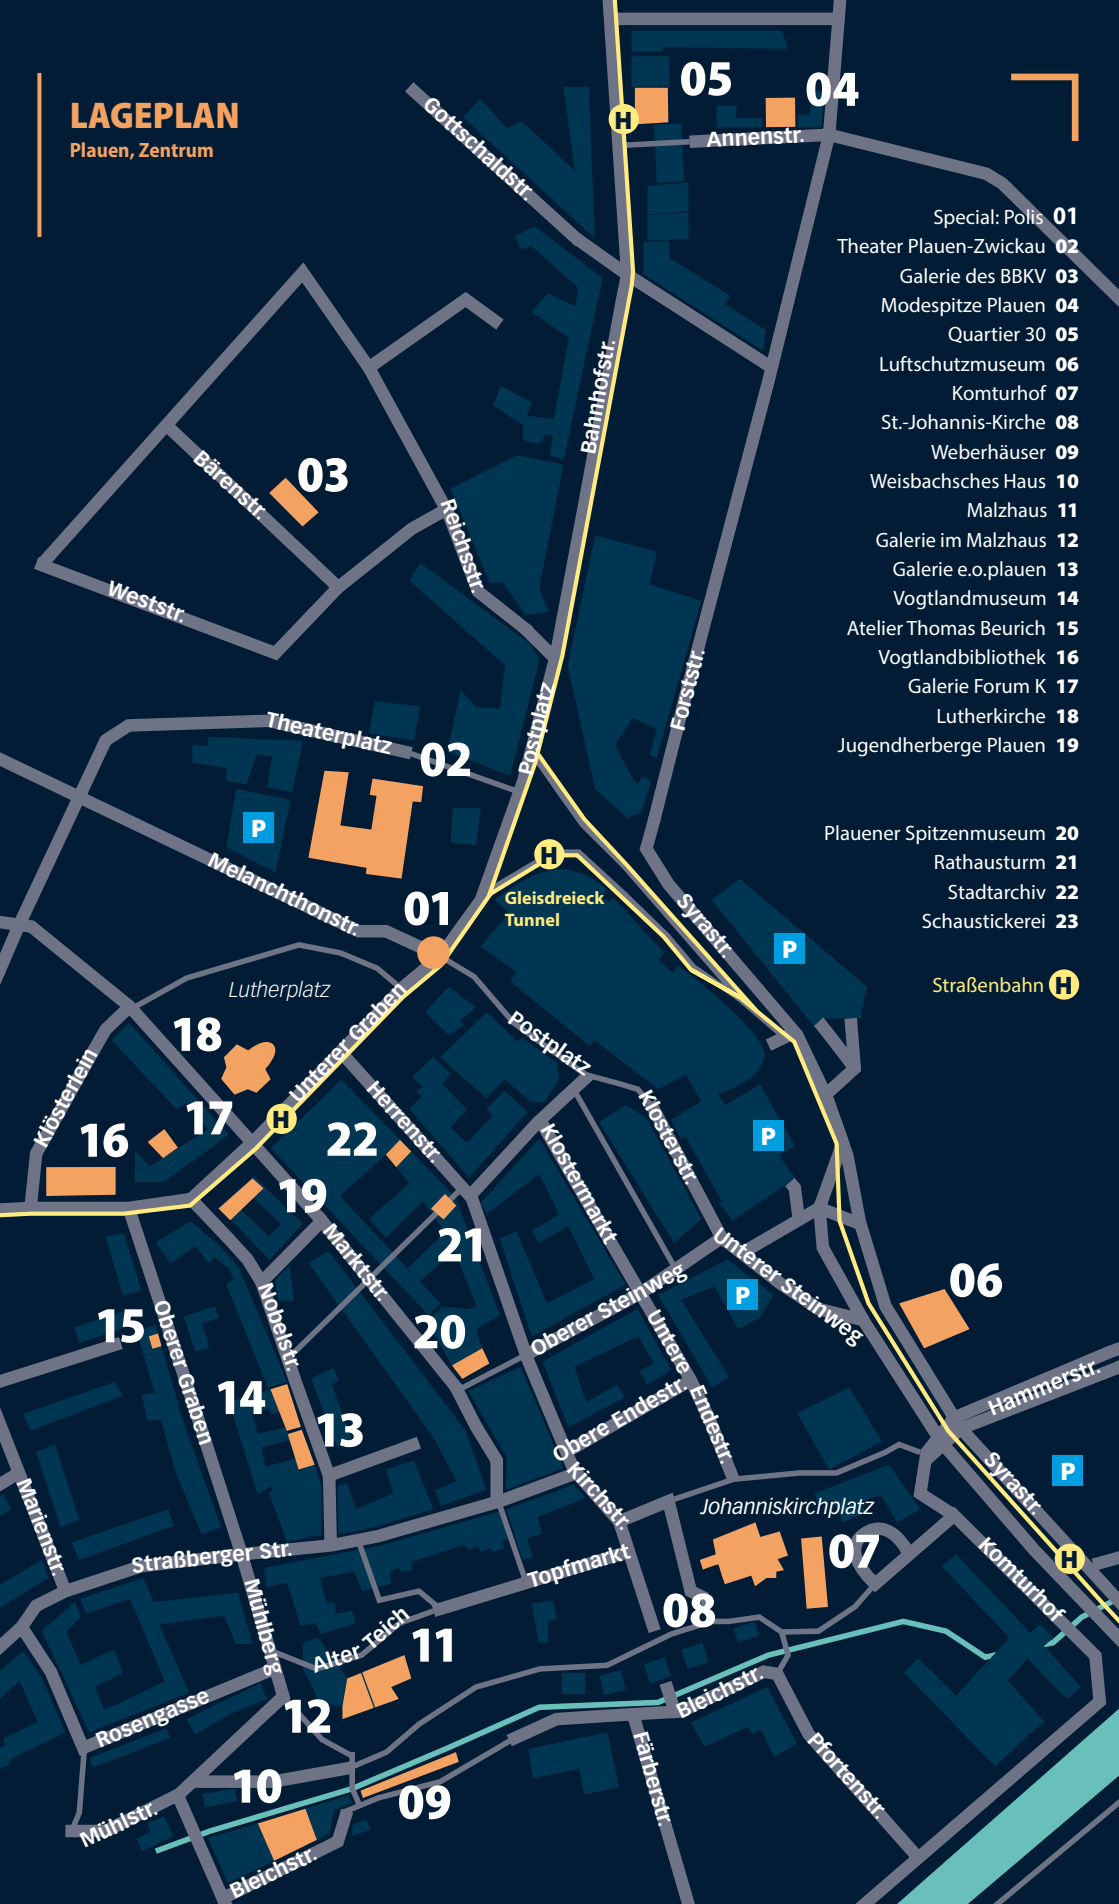 LAGEPLAN
Plauen, Zentrum
05
04
H
Gottschaldstr.
Annenstr.
Special: Polis 01
Theater Plauen-Zwickau 02
Galerie des BBKV 03
Modespitze Plauen 04
Quartier 30 05
Luftschutzmuseum 06
Komturhof 07
St.-Johannis-Kirche 08
Weberhäuser 09
Weisbachsches Haus 10
Malzhaus 11
Galerie im Malzhaus 12
Galerie e.o.plauen 13
Vogtlandmuseum 14
Atelier Thomas Beurich 15
Vogtlandbibliothek 16
Galerie Forum K 17
Lutherkirche 18
Jugendherberge Plauen 19
Plauener Spitzenmuseum 20
Rathausturm 21
Stadtarchiv 22
Schaustickerei 23
Straßenbahn H
Bahnhofstr.
03
Bärenstr.
Reichsstr.
Weststr.
Forststr.
Postplatz
Theaterplatz
02
P
H
Melanchthonstr.
01
Gleisdreieck
Tunnel
Syrastr.
P
Lutherplatz
Unterer Graben
18
Postplatz
Klösterlein
17
H
Herrenstr.
Klosterstr.
16
22
Klostermarkt
P
19
21
Marktstr.
Unterer Steinweg
06
P
Nobelstr.
Oberer Steinweg
15
Oberer Graben
20
Untere Endestr.
Hammerstr.
14
13
Obere Endestr.
Syrastr.
P
Marienstr.
Kirchstr.
Johanniskirchplatz
Straßberger Str.
07
H
Topfmarkt
Komturhof
Mühlberg
08
Alter Teich
11
12
Rosengasse
Bleichstr.
Färberstr.
Pfortenstr.
10
09
Mühlstr.
Bleichstr.